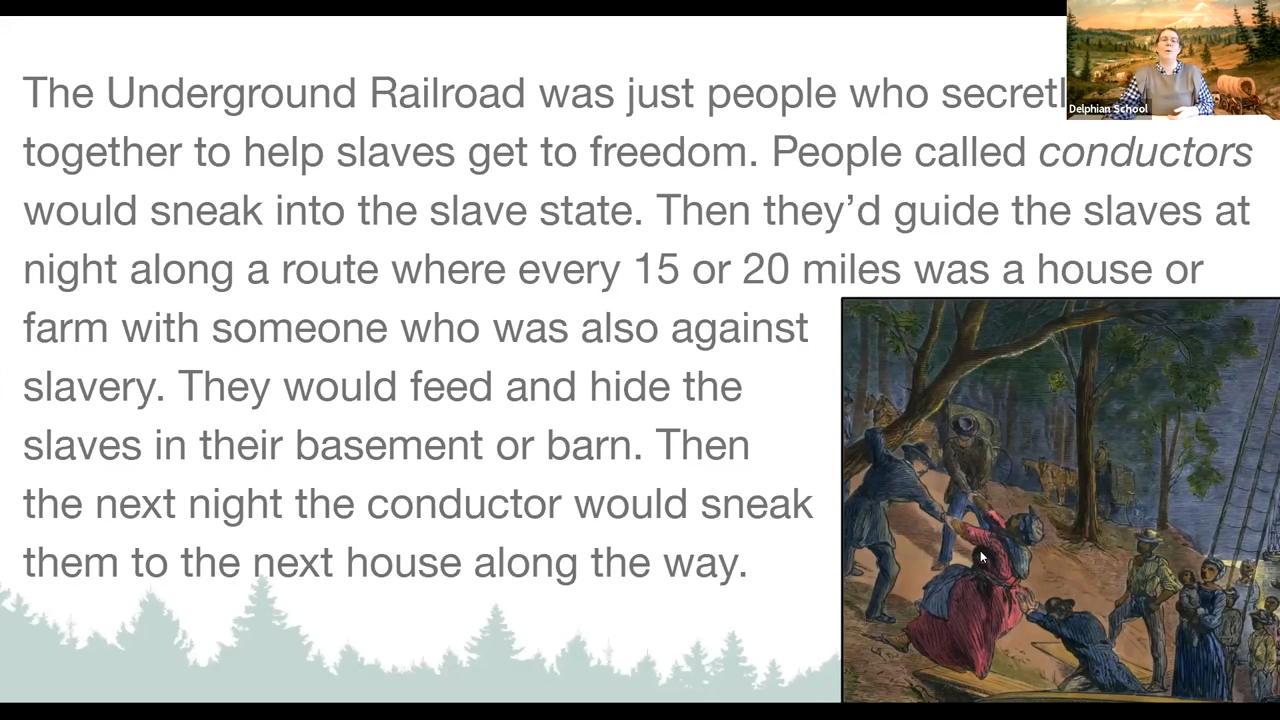 The Underground Railroad was just people who secretl
together to help slaves get to freedom. People called conductors
would sneak into the slave state. Then they’d guide the slaves at
night along a route where every 15 or 20 miles was a house or
farm with someone who was also against
slavery. They would feed and hide the
slaves in their basement or barn. Then
the next night the conductor would sneak
them to the next house along the way.
Delphian School